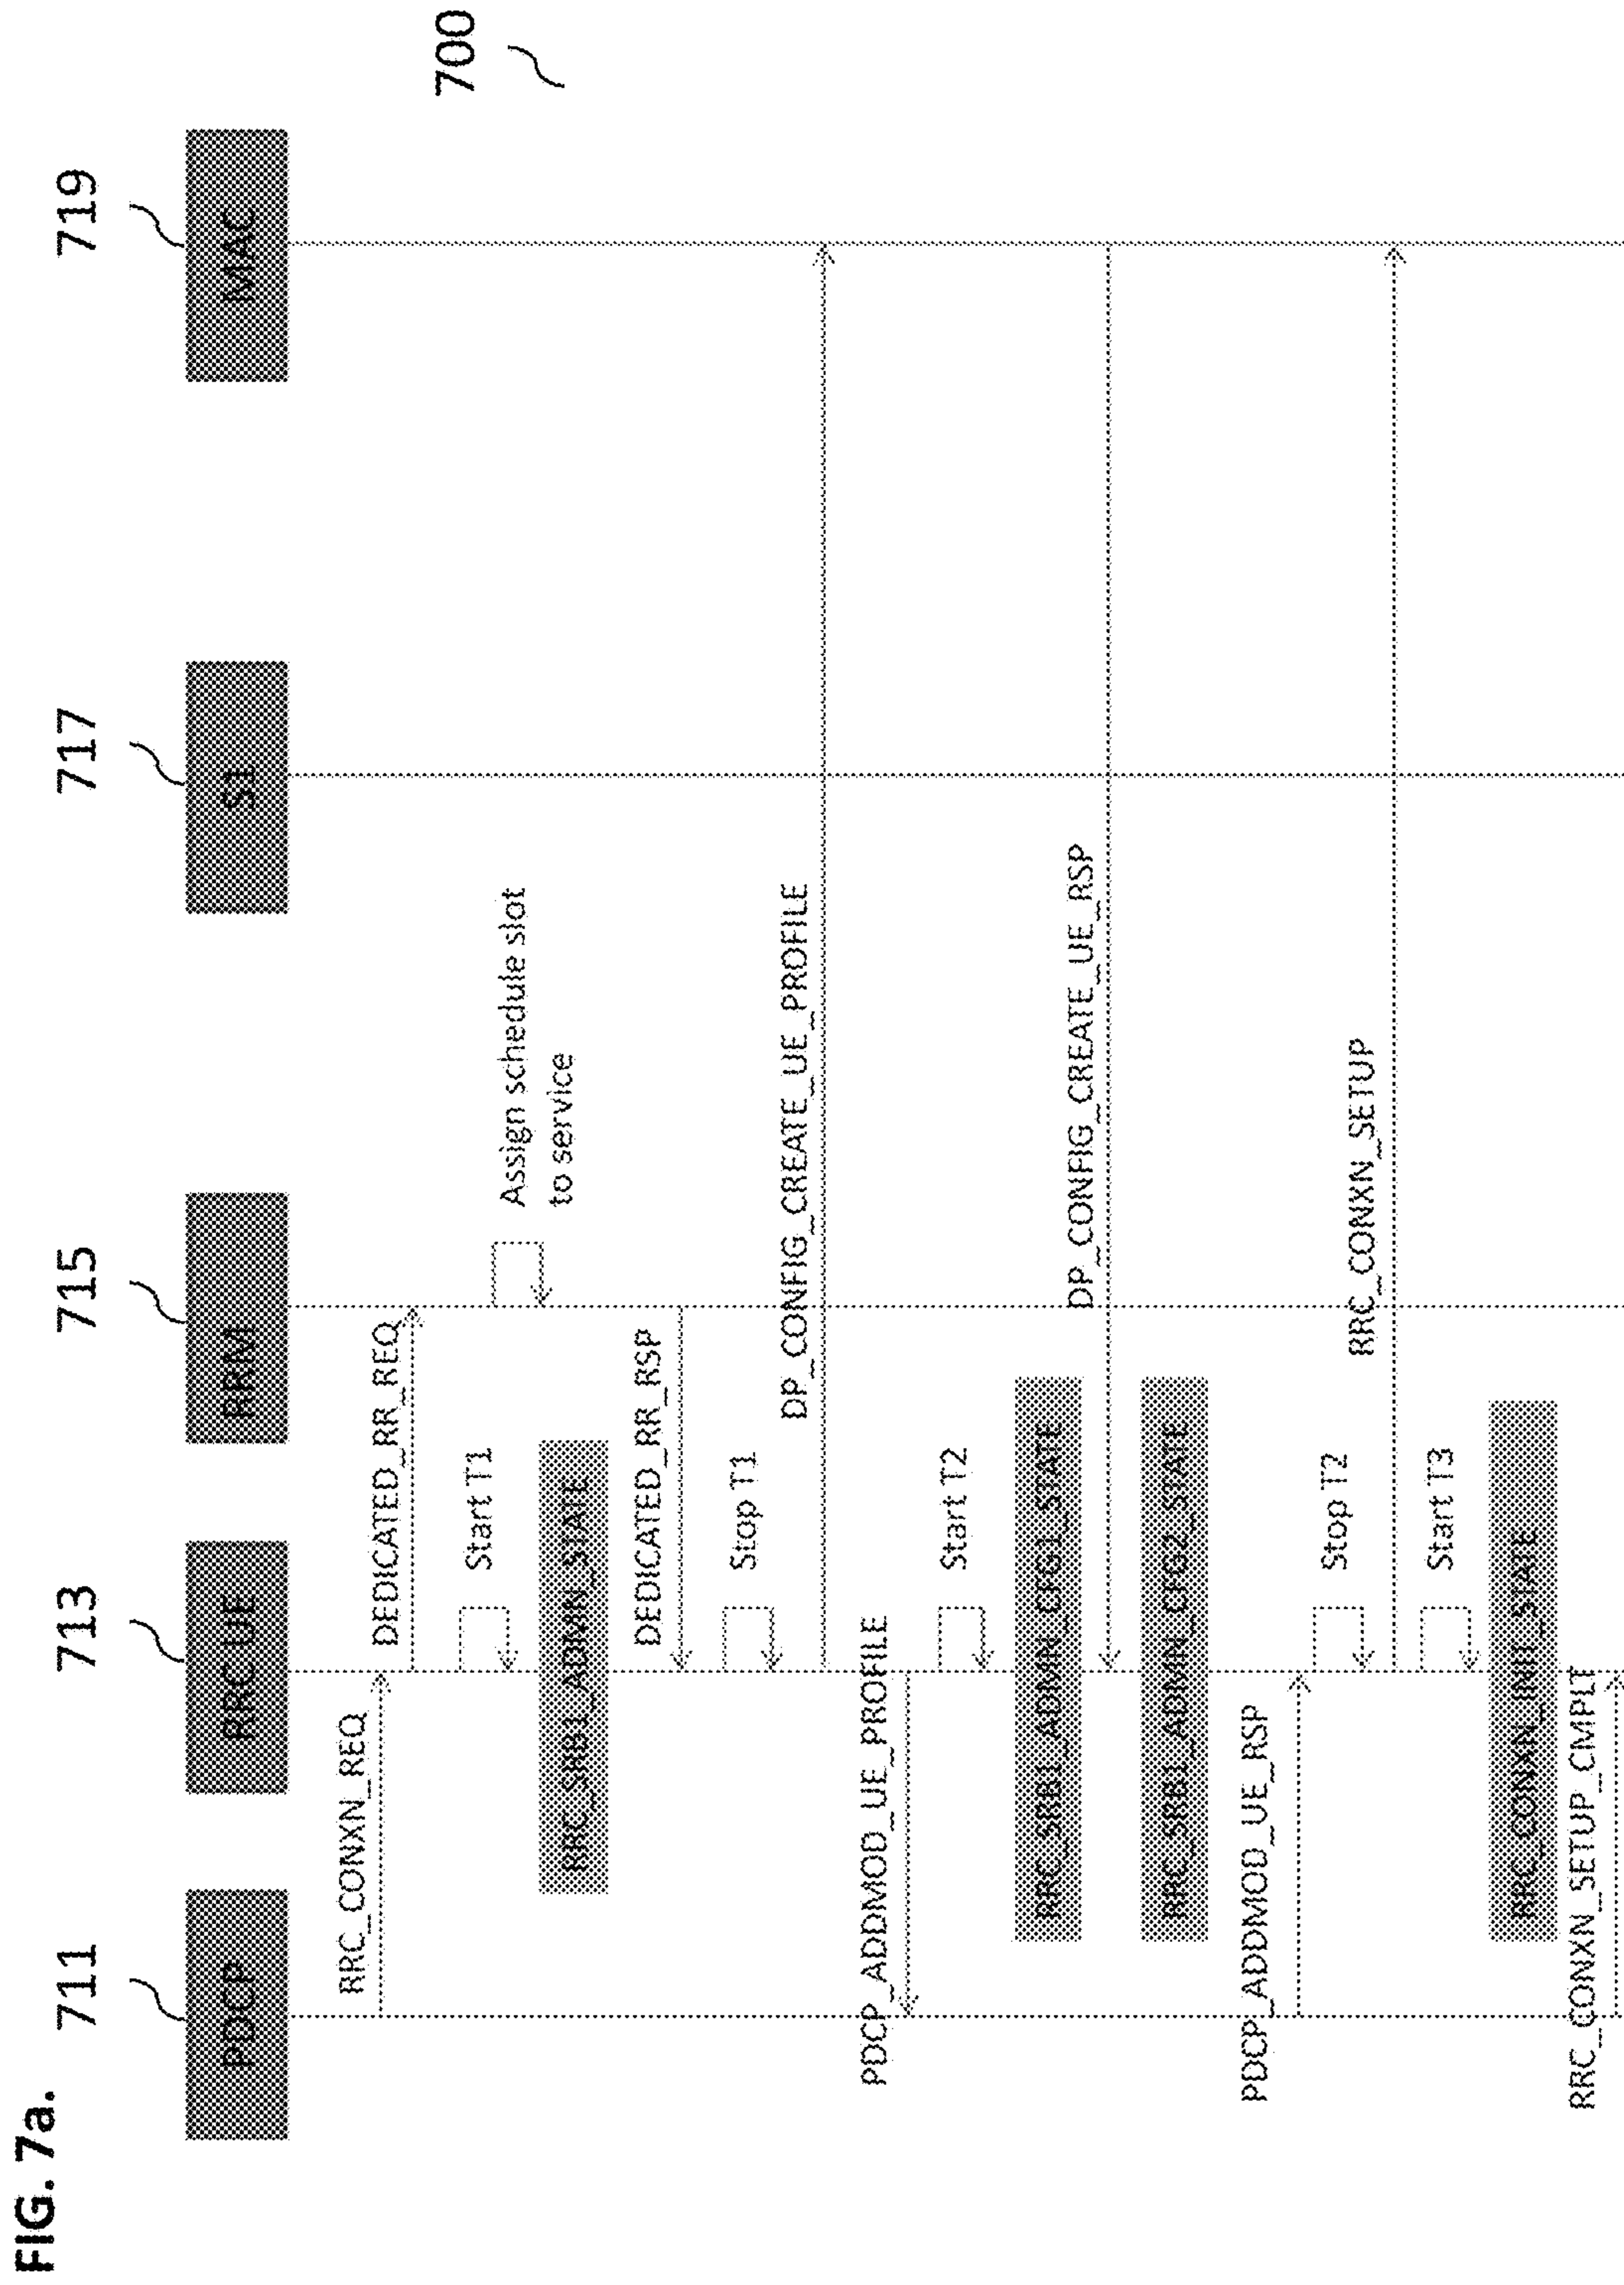 FIG. 7a.
700
711
713
715
717
719
PDCP
RRC UE
RRM
S1
MAC
RRC_CONXN_REQ
DEDICATED_RR_REQ
Start T1
Assign schedule slot
to service
RRC_SRB1_ADMN_STATE
DEDICATED_RR_RSP
Stop T1
DP_CONFIG_CREATE_UE_PROFILE
PDCP_ADDMOD_UE_PROFILE
Start T2
RRC_SRB1_ADMN_CFG1_STATE
DP_CONFIG_CREATE_UE_RSP
RRC_SRB1_ADMN_CFG2_STATE
PDCP_ADDMOD_UE_RSP
Stop T2
RRC_CONXN_SETUP
Start T3
RRC_CONXN_INIT_STATE
RRC_CONXN_SETUP_CMPLT